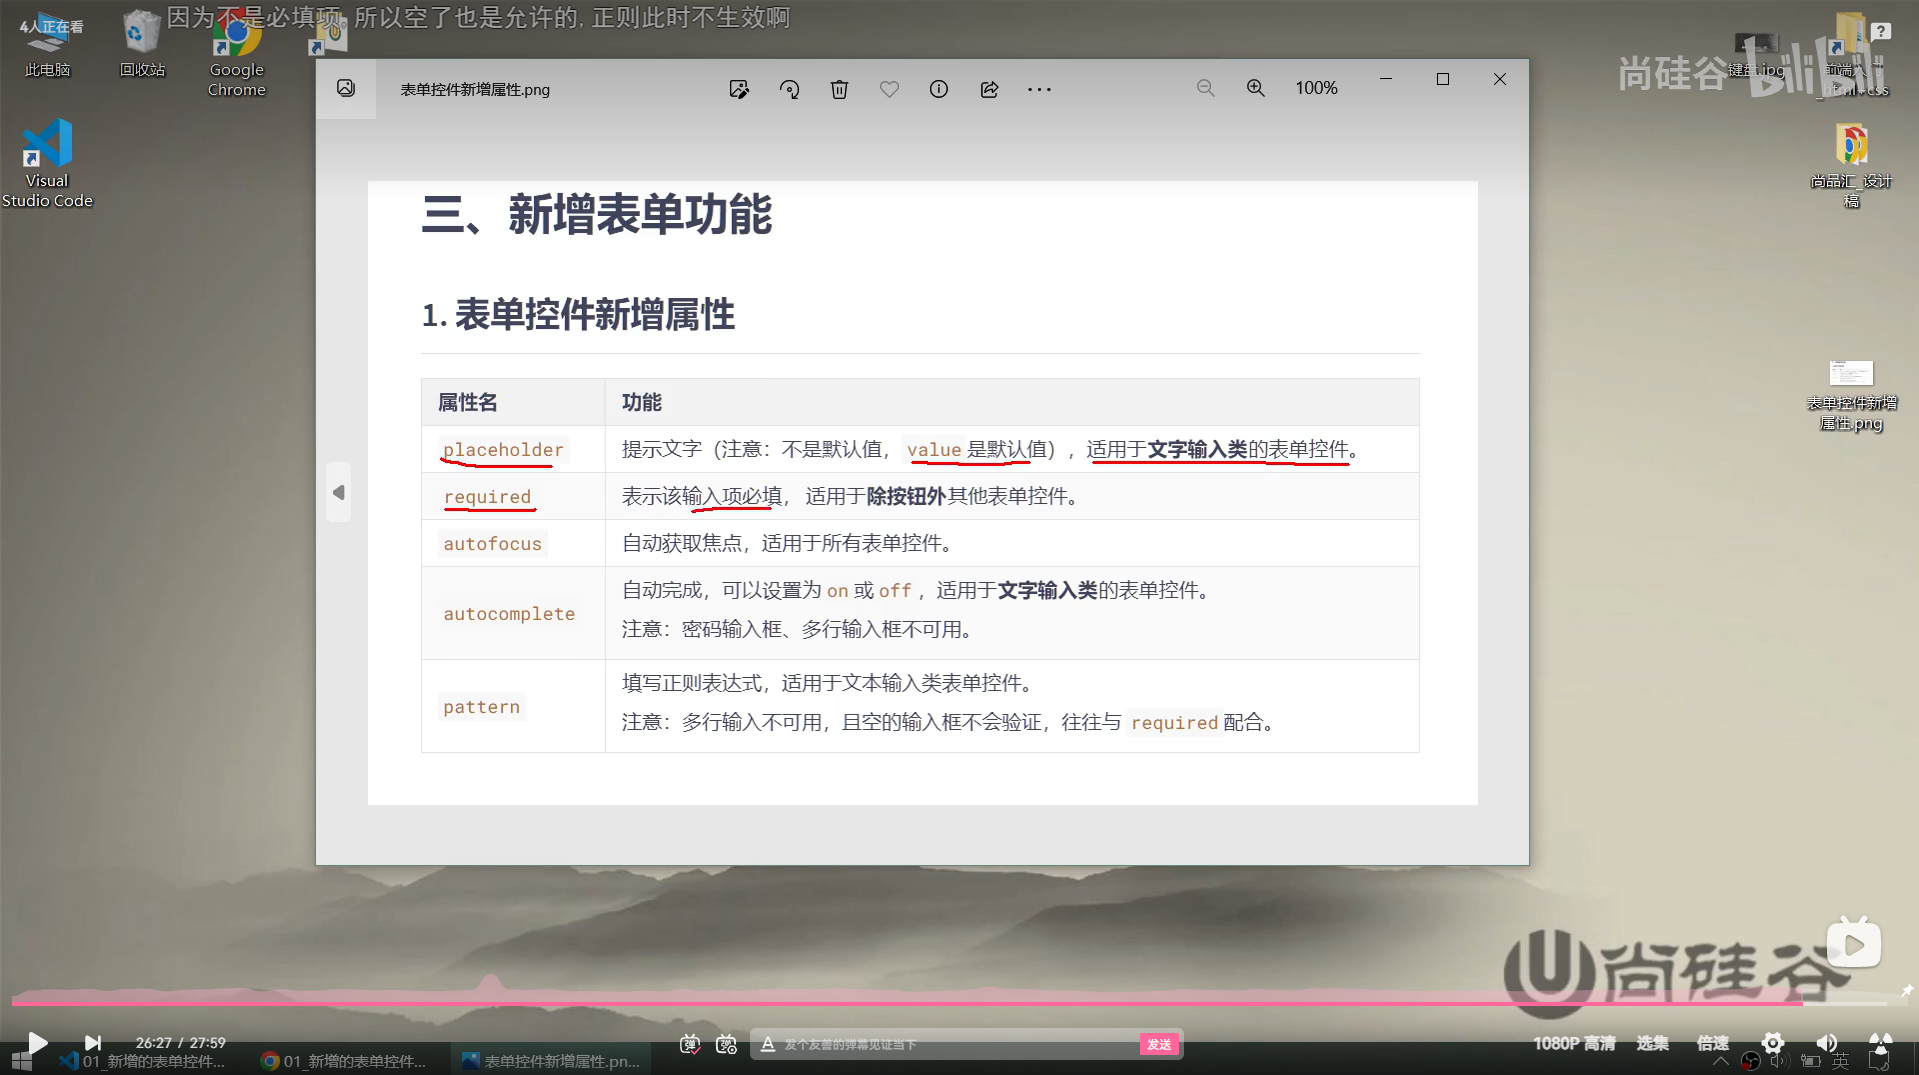 因为不是必填项, 所以空了也是允许的, 正则此时不生效啊
4人正在看
此电脑
回收站
Google
Chrome
键盘.jpg
_html+css
尚硅谷
bilibili
Visual
Studio Code
尚品汇_设计
稿
表单控件新增
属性.png
表单控件新增属性.png
100%
三、新增表单功能
1. 表单控件新增属性
属性名 功能
placeholder 提示文字（注意：不是默认值，value 是默认值），适用于文字输入类的表单控件。
required 表示该输入项必填， 适用于除按钮外其他表单控件。
autofocus 自动获取焦点，适用于所有表单控件。
autocomplete 自动完成，可以设置为 on 或 off ，适用于文字输入类的表单控件。
注意：密码输入框、多行输入框不可用。
pattern 填写正则表达式，适用于文本输入类表单控件。
注意：多行输入不可用，且空的输入框不会验证，往往与 required 配合。
尚硅谷
26:27 / 27:59
发个友善的弹幕见证当下
发送
1080P 高清 选集 倍速
01_新增的表单控件...
01_新增的表单控件...
表单控件新增属性.pn...
英